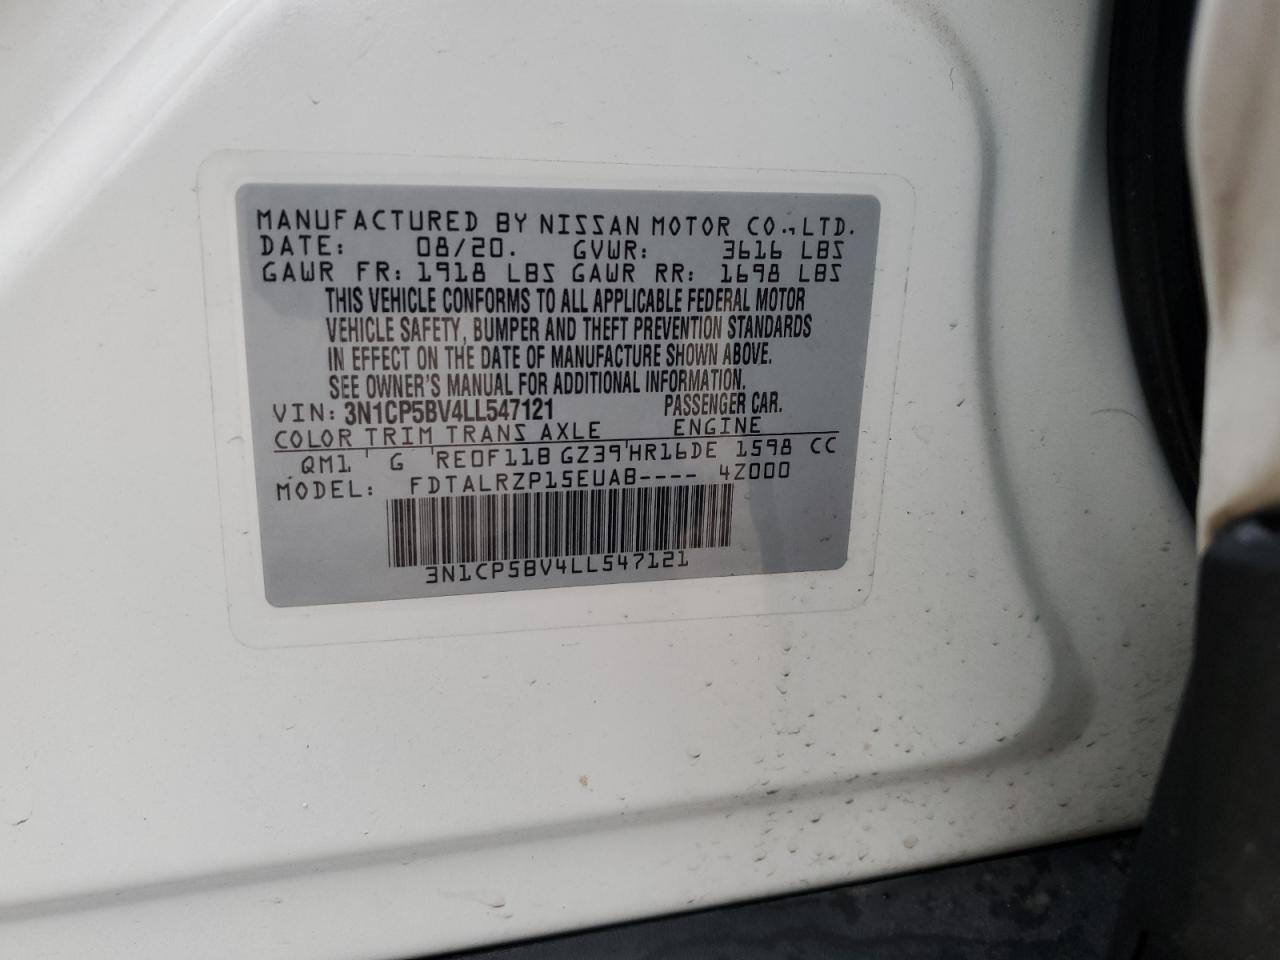 MANUFACTURED BY NISSAN MOTOR CO., LTD.
DATE: 08/20. GVWR: 3616 LBS
GAWR FR: 1918 LBS GAWR RR: 1698 LBS
THIS VEHICLE CONFORMS TO ALL APPLICABLE FEDERAL MOTOR
VEHICLE SAFETY, BUMPER AND THEFT PREVENTION STANDARDS
IN EFFECT ON THE DATE OF MANUFACTURE SHOWN ABOVE.
SEE OWNER'S MANUAL FOR ADDITIONAL INFORMATION.
VIN: 3N1CP5BV4LL547121 PASSENGER CAR.
COLOR TRIM TRANS AXLE ENGINE
QM1 ' G 'RE0F11B GZ39'HR16DE 1598 CC
MODEL: FDTALRZP15EUAB---- 4Z000
3N1CP5BV4LL547121